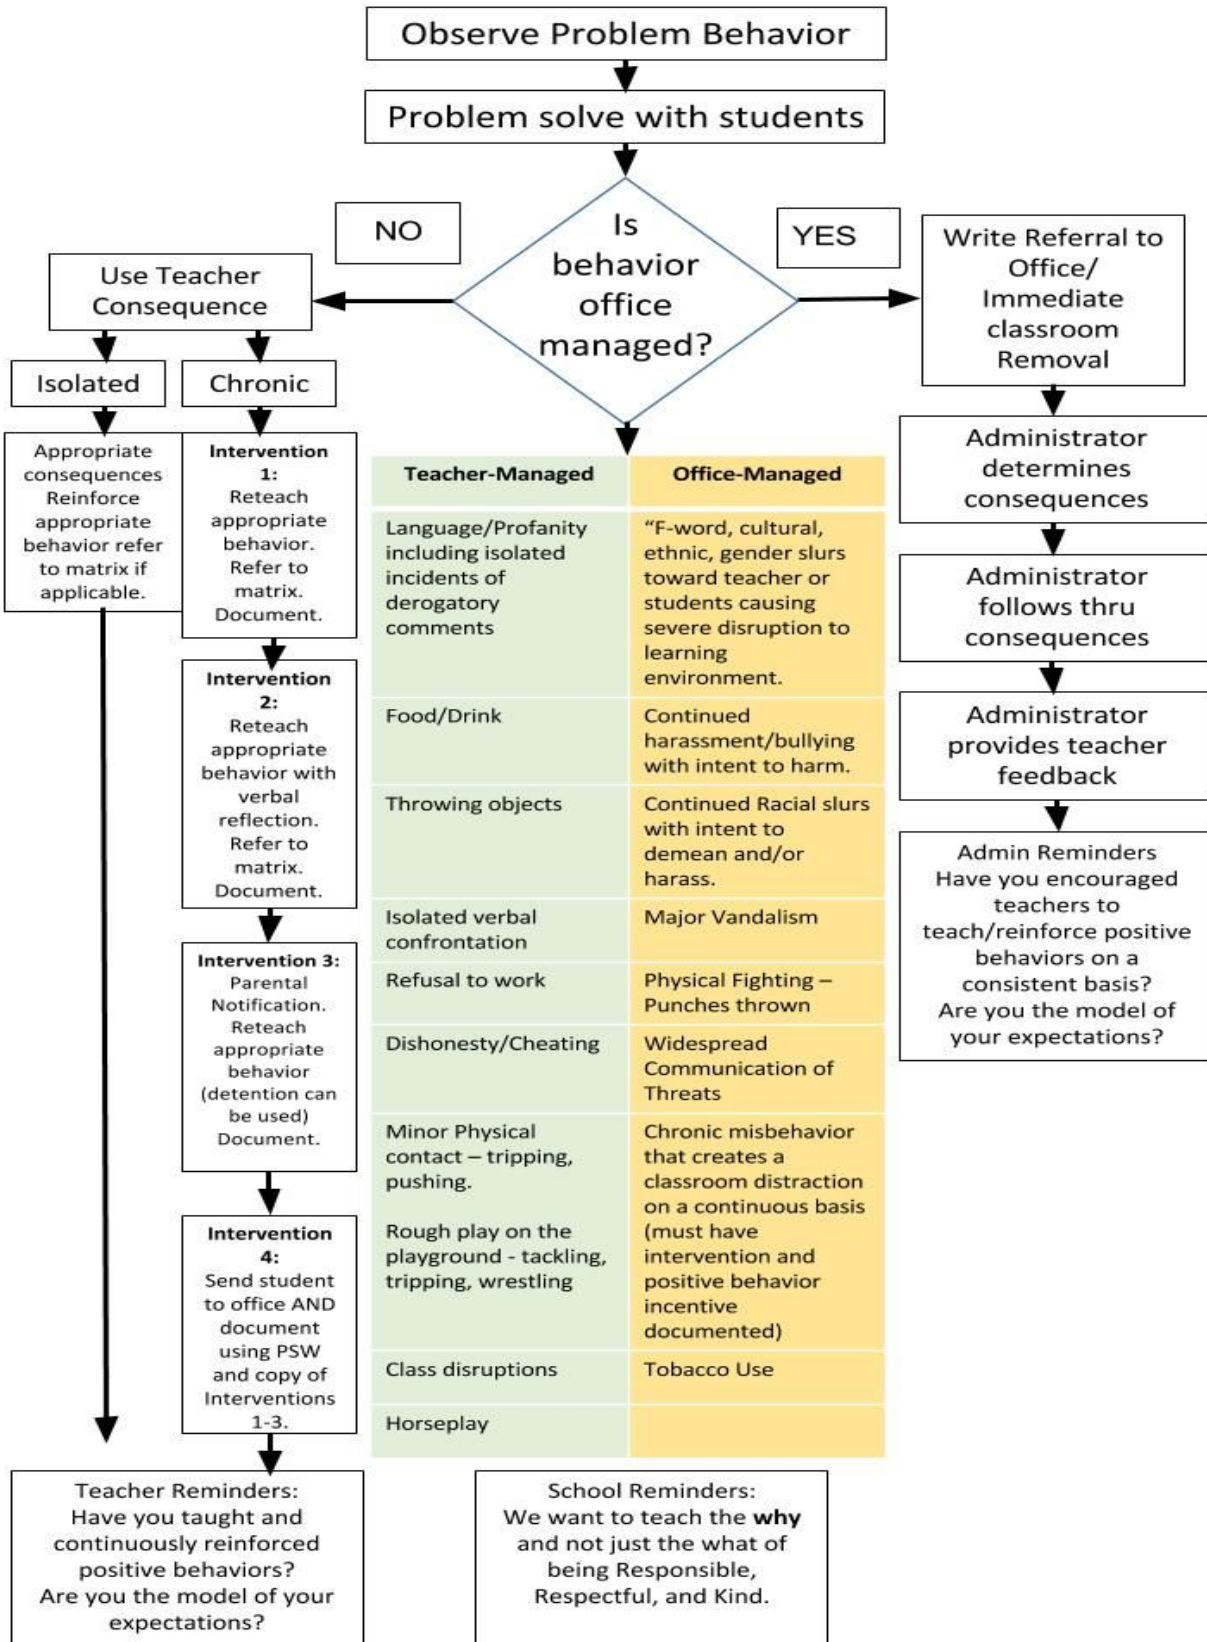 Observe Problem Behavior
Problem solve with students
Is
behavior
office
managed?
NO
YES
Use Teacher
Consequence
Isolated
Chronic
Appropriate
consequences
Reinforce
appropriate
behavior refer
to matrix if
applicable.
Intervention
1:
Reteach
appropriate
behavior.
Refer to
matrix.
Document.
Intervention
2:
Reteach
appropriate
behavior with
verbal
reflection.
Refer to
matrix.
Document.
Intervention 3:
Parental
Notification.
Reteach
appropriate
behavior
(detention can
be used)
Document.
Intervention
4:
Send student
to office AND
document
using PSW
and copy of
Interventions
1-3.
Teacher Reminders:
Have you taught and
continuously reinforced
positive behaviors?
Are you the model of your
expectations?
Teacher-Managed
Office-Managed
Language/Profanity
including isolated
incidents of
derogatory
comments
“F-word, cultural,
ethnic, gender slurs
toward teacher or
students causing
severe disruption to
learning
environment.
Food/Drink
Continued
harassment/bullying
with intent to harm.
Throwing objects
Continued Racial slurs
with intent to
demean and/or
harass.
Isolated verbal
confrontation
Major Vandalism
Refusal to work
Physical Fighting –
Punches thrown
Dishonesty/Cheating
Widespread
Communication of
Threats
Minor Physical
contact – tripping,
pushing.
Rough play on the
playground - tackling,
tripping, wrestling
Chronic misbehavior
that creates a
classroom distraction
on a continuous basis
(must have
intervention and
positive behavior
incentive
documented)
Class disruptions
Tobacco Use
Horseplay
School Reminders:
We want to teach the why
and not just the what of
being Responsible,
Respectful, and Kind.
Write Referral to
Office/
Immediate
classroom
Removal
Administrator
determines
consequences
Administrator
follows thru
consequences
Administrator
provides teacher
feedback
Admin Reminders
Have you encouraged
teachers to
teach/reinforce positive
behaviors on a
consistent basis?
Are you the model of
your expectations?